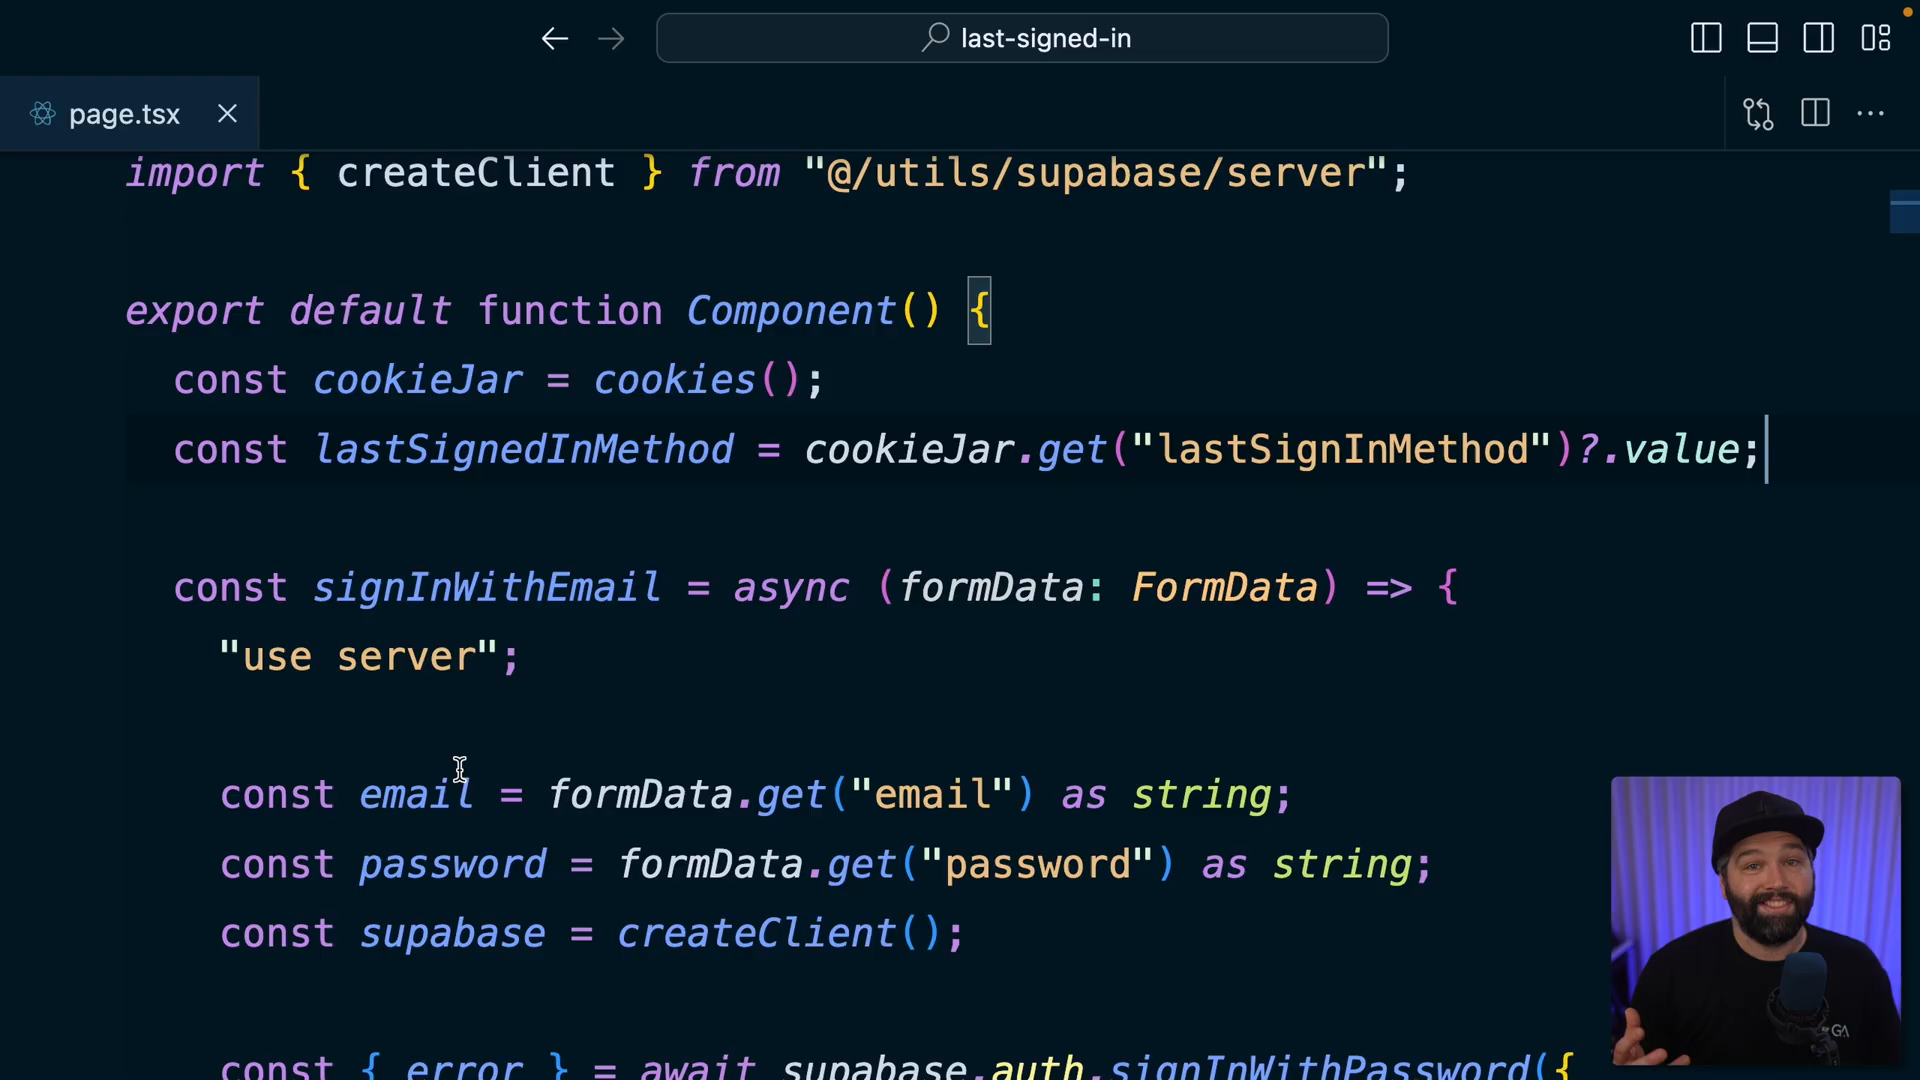 last-signed-in
page.tsx
import { createClient } from "@/utils/supabase/server";
export default function Component() {
const cookieJar = cookies();
const lastSignedInMethod = cookieJar.get("lastSignInMethod")?.value;
const signInWithEmail = async (formData: FormData) => {
"use server";
const email = formData.get("email") as string;
const password = formData.get("password") as string;
const supabase = createClient();
const { error } = await supabase.auth.signInWithPassword({
GA